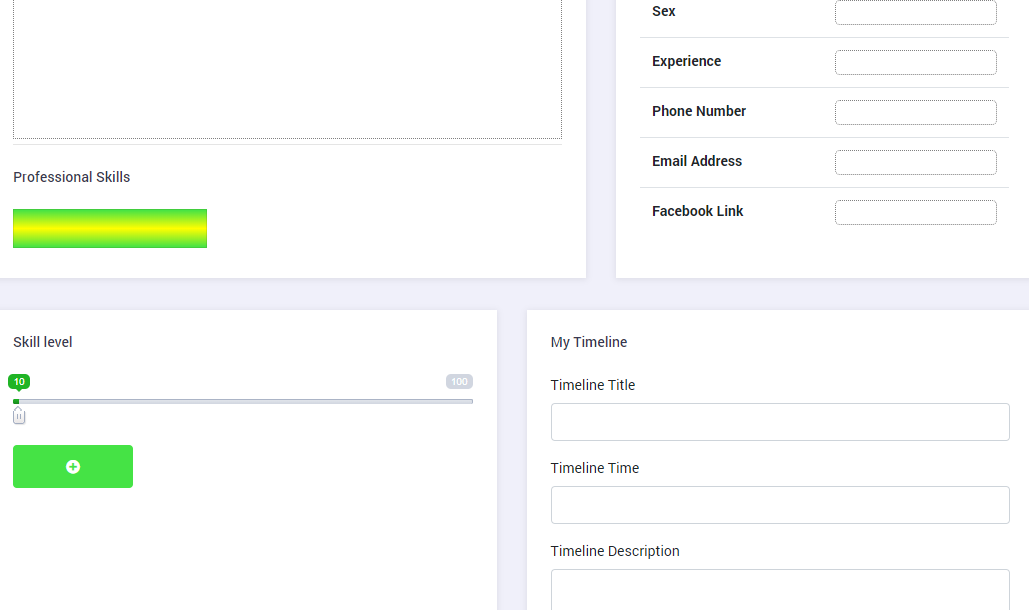 Sex
Experience
Phone Number
Email Address
Facebook Link
Professional Skills
Skill level
10
100
My Timeline
Timeline Title
Timeline Time
Timeline Description